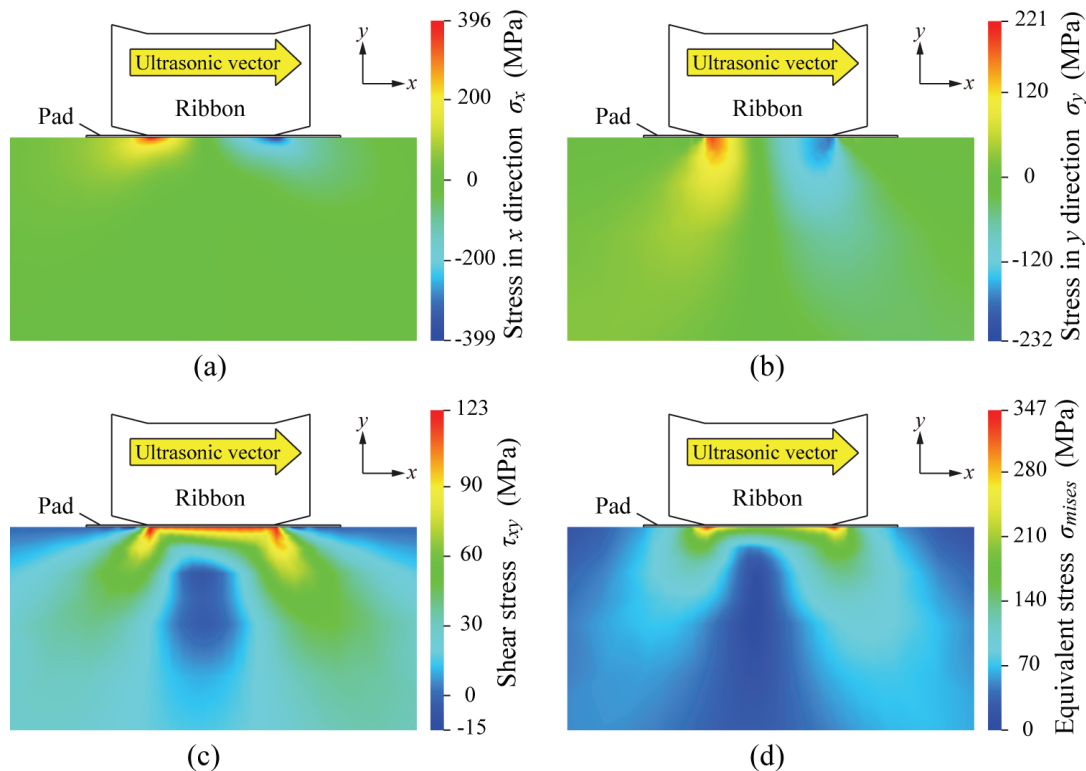 Ultrasonic vector
y
x
Pad
Ribbon
396
200
0
-200
-399
Stress in x direction σx (MPa)
(a)
Ultrasonic vector
y
x
Pad
Ribbon
221
120
0
-120
-232
Stress in y direction σy (MPa)
(b)
Ultrasonic vector
y
x
Pad
Ribbon
123
90
60
30
0
-15
Shear stress τxy (MPa)
(c)
Ultrasonic vector
y
x
Pad
Ribbon
347
280
210
140
70
0
Equivalent stress σmises (MPa)
(d)